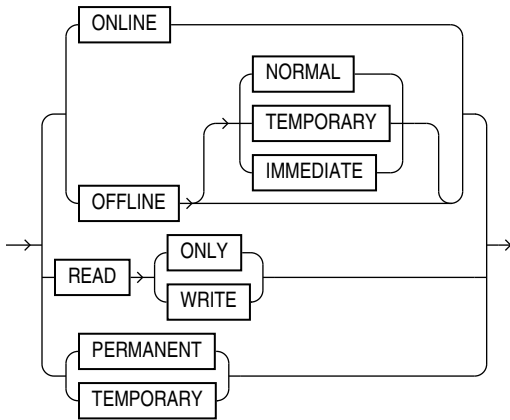 ONLINE
NORMAL
TEMPORARY
IMMEDIATE
OFFLINE
READ
ONLY
WRITE
PERMANENT
TEMPORARY